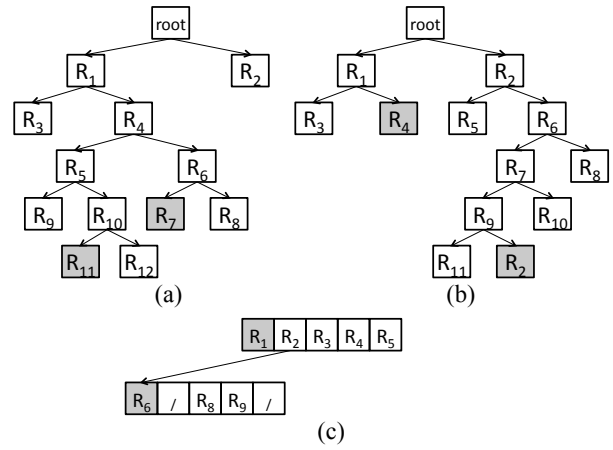 root root
R1 R2 R1 R2
R3 R4 R3 R4 R5 R6
R5 R6 R7 R8
R9 R10 R7 R8 R9 R10
R11 R12 R11 R2
(a) (b)
R1 R2 R3 R4 R5
R6 / R8 R9 /
(c)